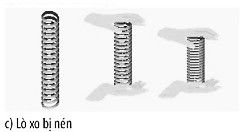 c) Lò xo bị nén